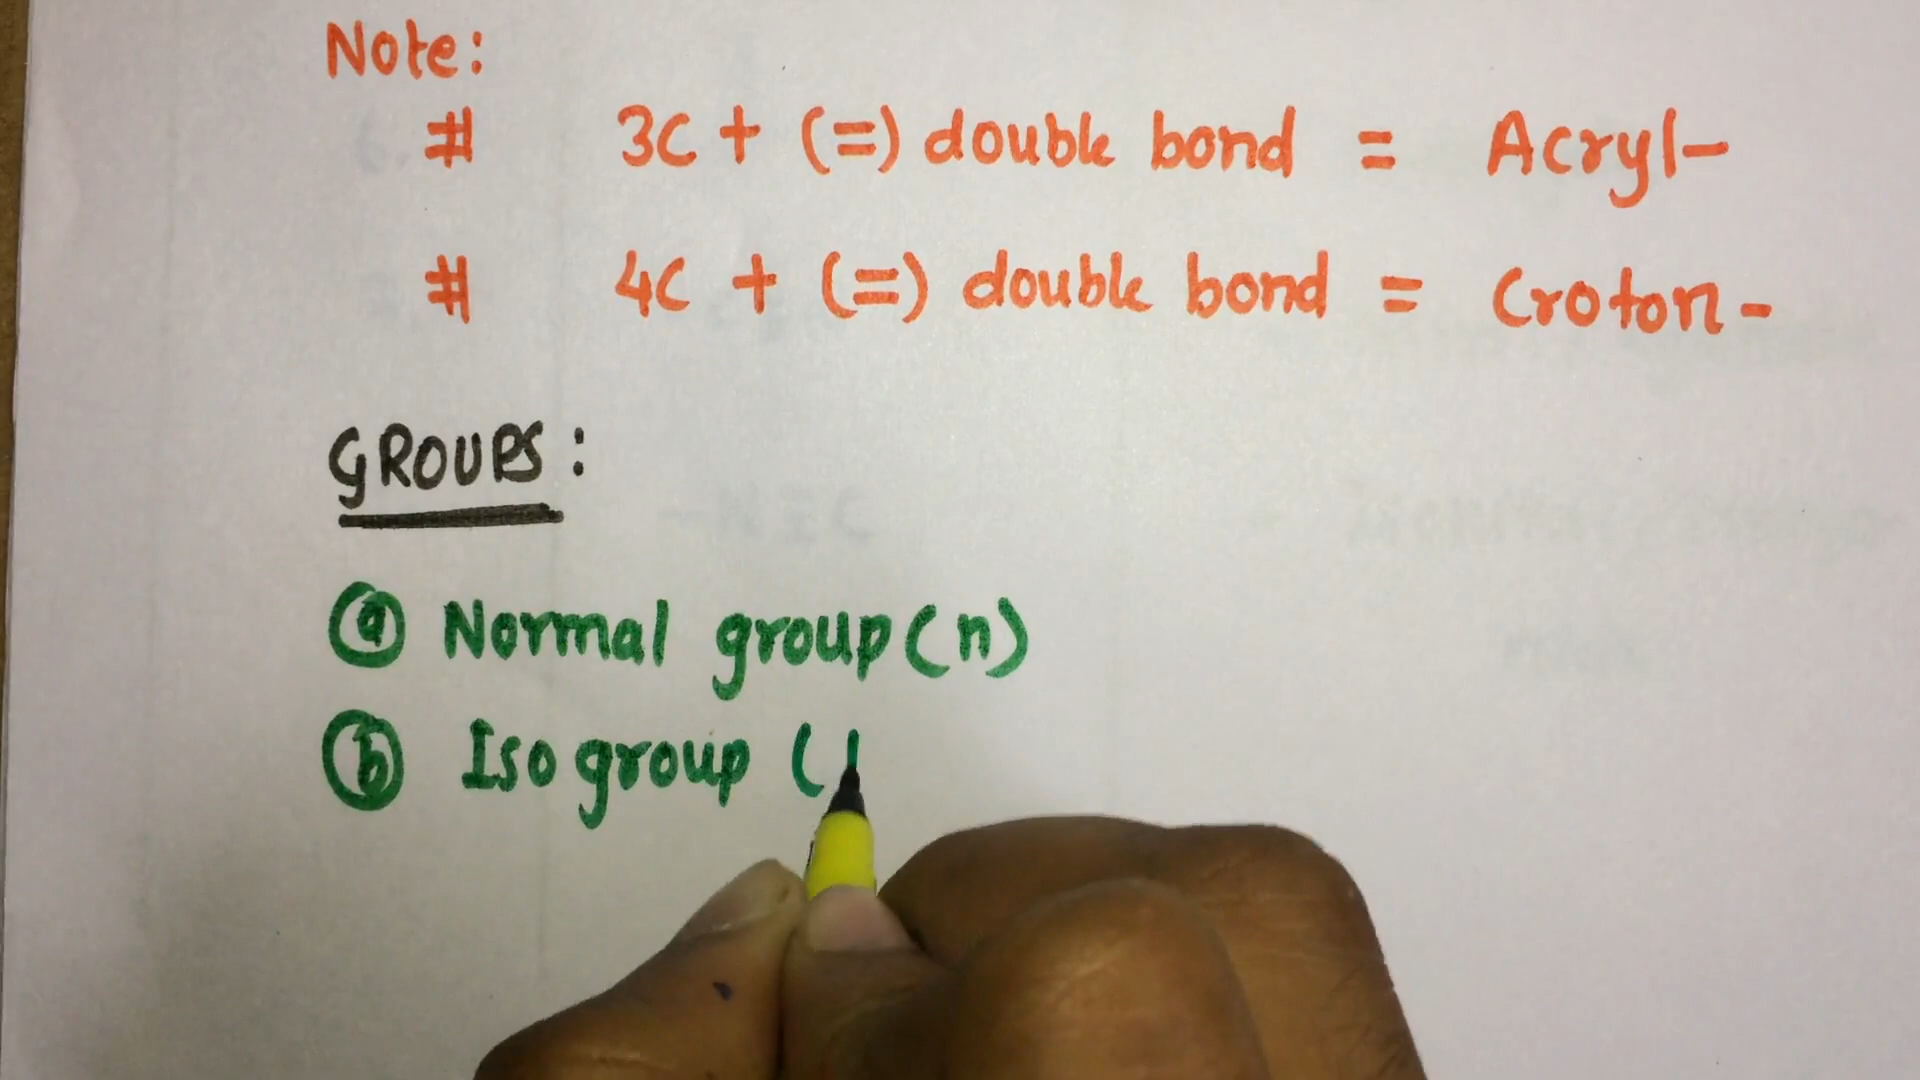 Note:
# 3C + (=) double bond = Acryl-
# 4C + (=) double bond = Croton-
GROUPS:
(a) Normal group (n)
(b) Iso group (